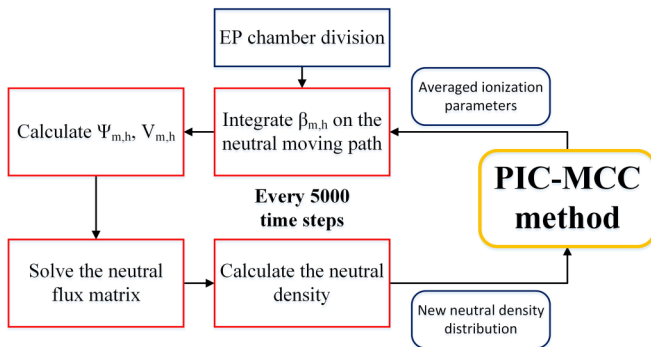 EP chamber division
Averaged ionization
parameters
Calculate Ψm,h, Vm,h
Integrate βm,h on the
neutral moving path
PIC-MCC
method
Every 5000
time steps
Solve the neutral
flux matrix
Calculate the neutral
density
New neutral density
distribution